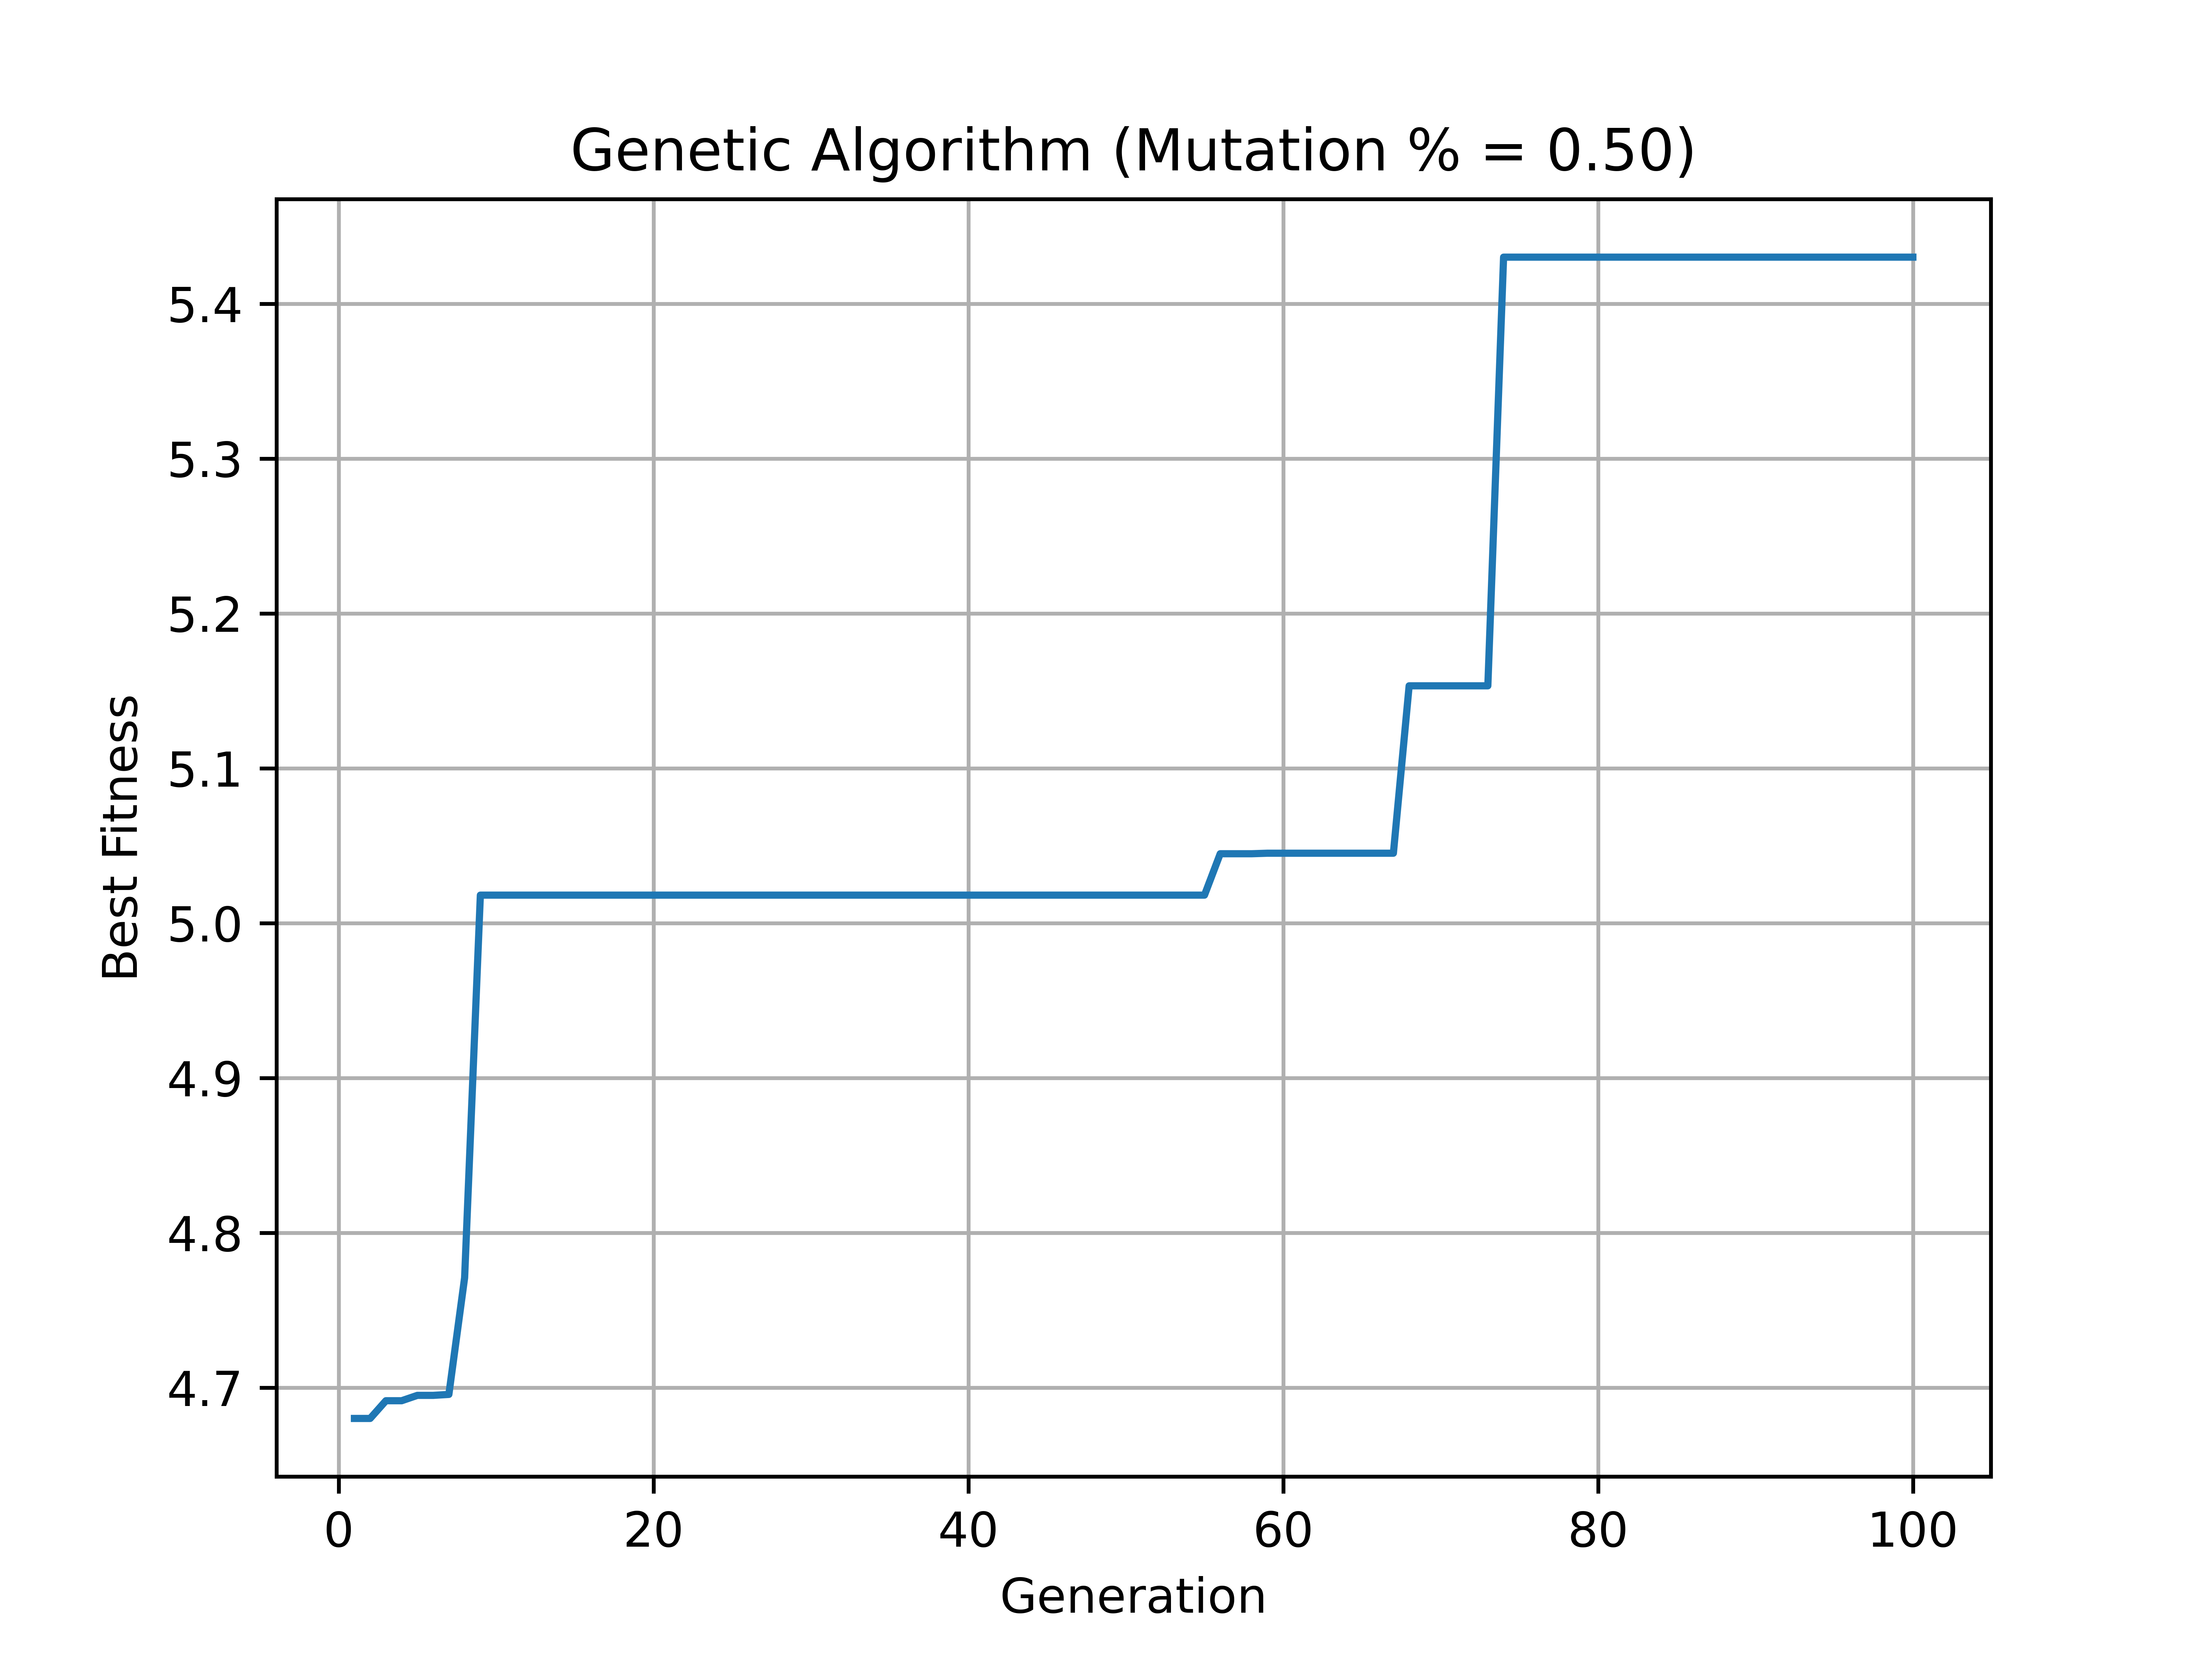 Genetic Algorithm (Mutation % = 0.50)
5.4
5.3
5.2
5.1
5.0
4.9
4.8
4.7
Best Fitness
0 20 40 60 80 100
Generation